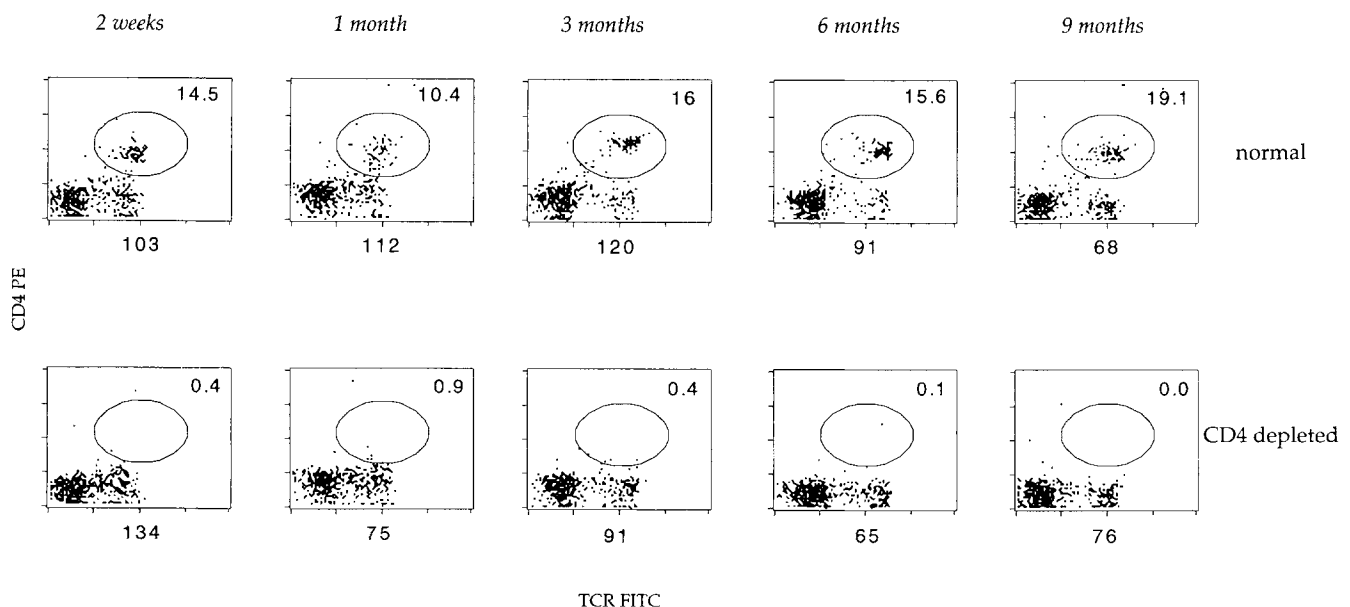 2 weeks 1 month 3 months 6 months 9 months
14.5 10.4 16 15.6 19.1
normal
103 112 120 91 68
CD4 PE
0.4 0.9 0.4 0.1 0.0
CD4 depleted
134 75 91 65 76
TCR FITC